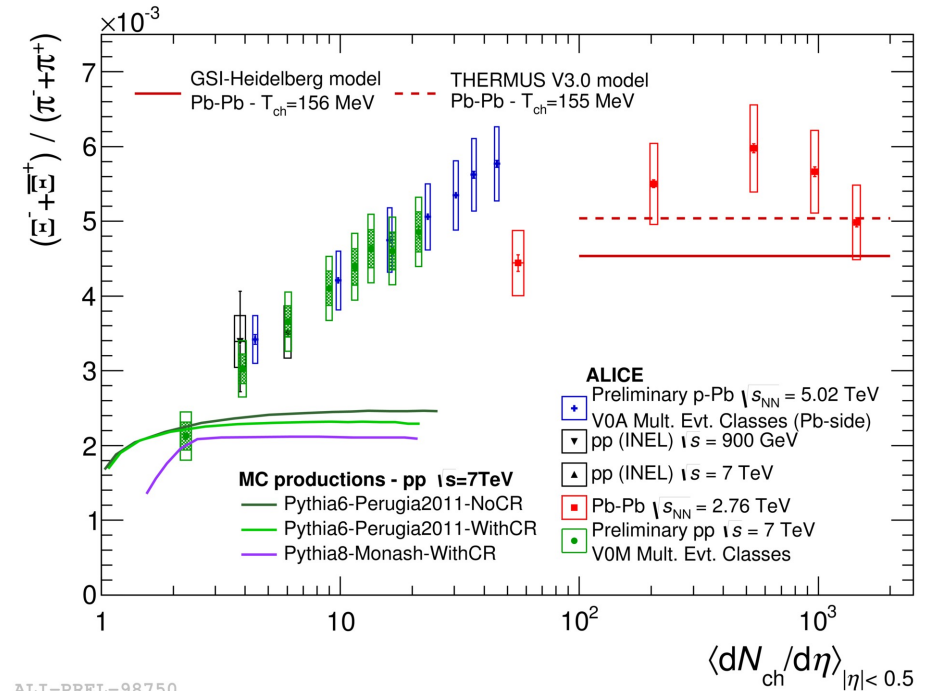 ×10⁻³
(Ξ⁻+Ξ̅⁺) / (π⁻+π⁺)
7
6
5
4
3
2
1
0
GSI-Heidelberg model
Pb-Pb - T_ch=156 MeV
THERMUS V3.0 model
Pb-Pb - T_ch=155 MeV
ALICE
Preliminary p-Pb √s_NN = 5.02 TeV
V0A Mult. Evt. Classes (Pb-side)
pp (INEL) √s = 900 GeV
pp (INEL) √s = 7 TeV
Pb-Pb √s_NN = 2.76 TeV
Preliminary pp √s = 7 TeV
V0M Mult. Evt. Classes
MC productions - pp √s=7TeV
Pythia6-Perugia2011-NoCR
Pythia6-Perugia2011-WithCR
Pythia8-Monash-WithCR
1 10 10² 10³
⟨dN_ch/dη⟩_|η|< 0.5
ALI-PREL-98750